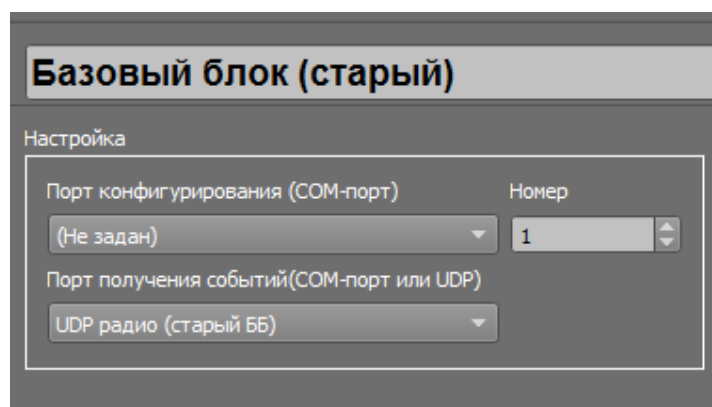 Базовый блок (старый)
Настройка
Порт конфигурирования (COM-порт) Номер
(Не задан) 1
Порт получения событий(COM-порт или UDP)
UDP радио (старый ББ)